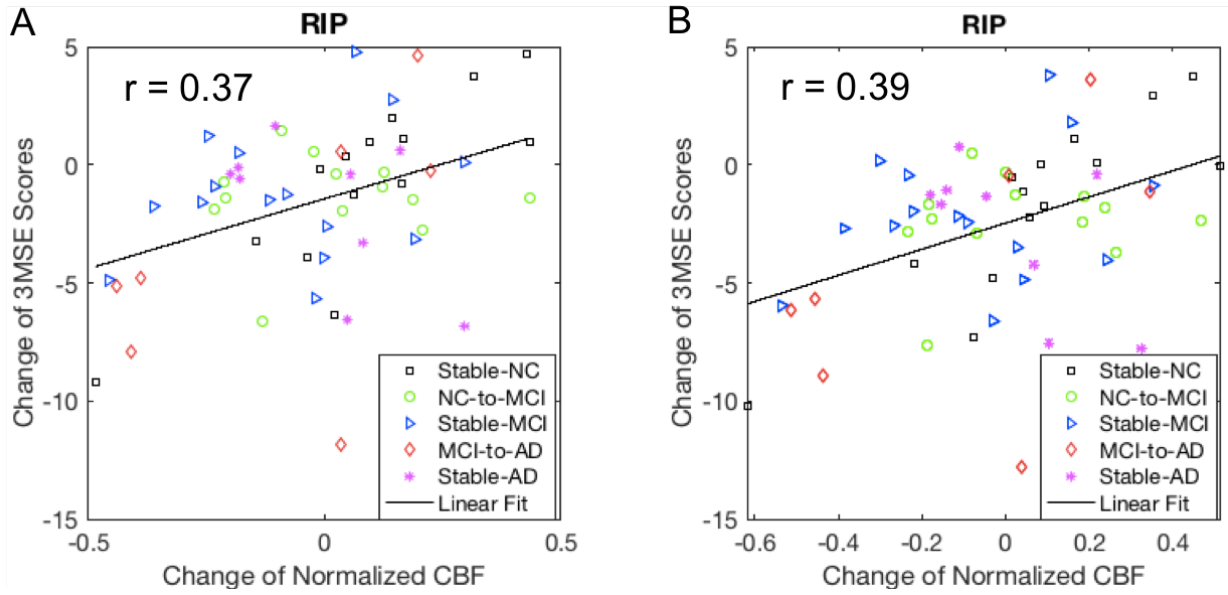 A
RIP
r = 0.37
5
0
-5
-10
-15
-0.5
0
0.5
Change of 3MSE Scores
Change of Normalized CBF
Stable-NC
NC-to-MCI
Stable-MCI
MCI-to-AD
Stable-AD
Linear Fit
B
RIP
r = 0.39
5
0
-5
-10
-15
-0.6
-0.4
-0.2
0
0.2
0.4
Change of 3MSE Scores
Change of Normalized CBF
Stable-NC
NC-to-MCI
Stable-MCI
MCI-to-AD
Stable-AD
Linear Fit